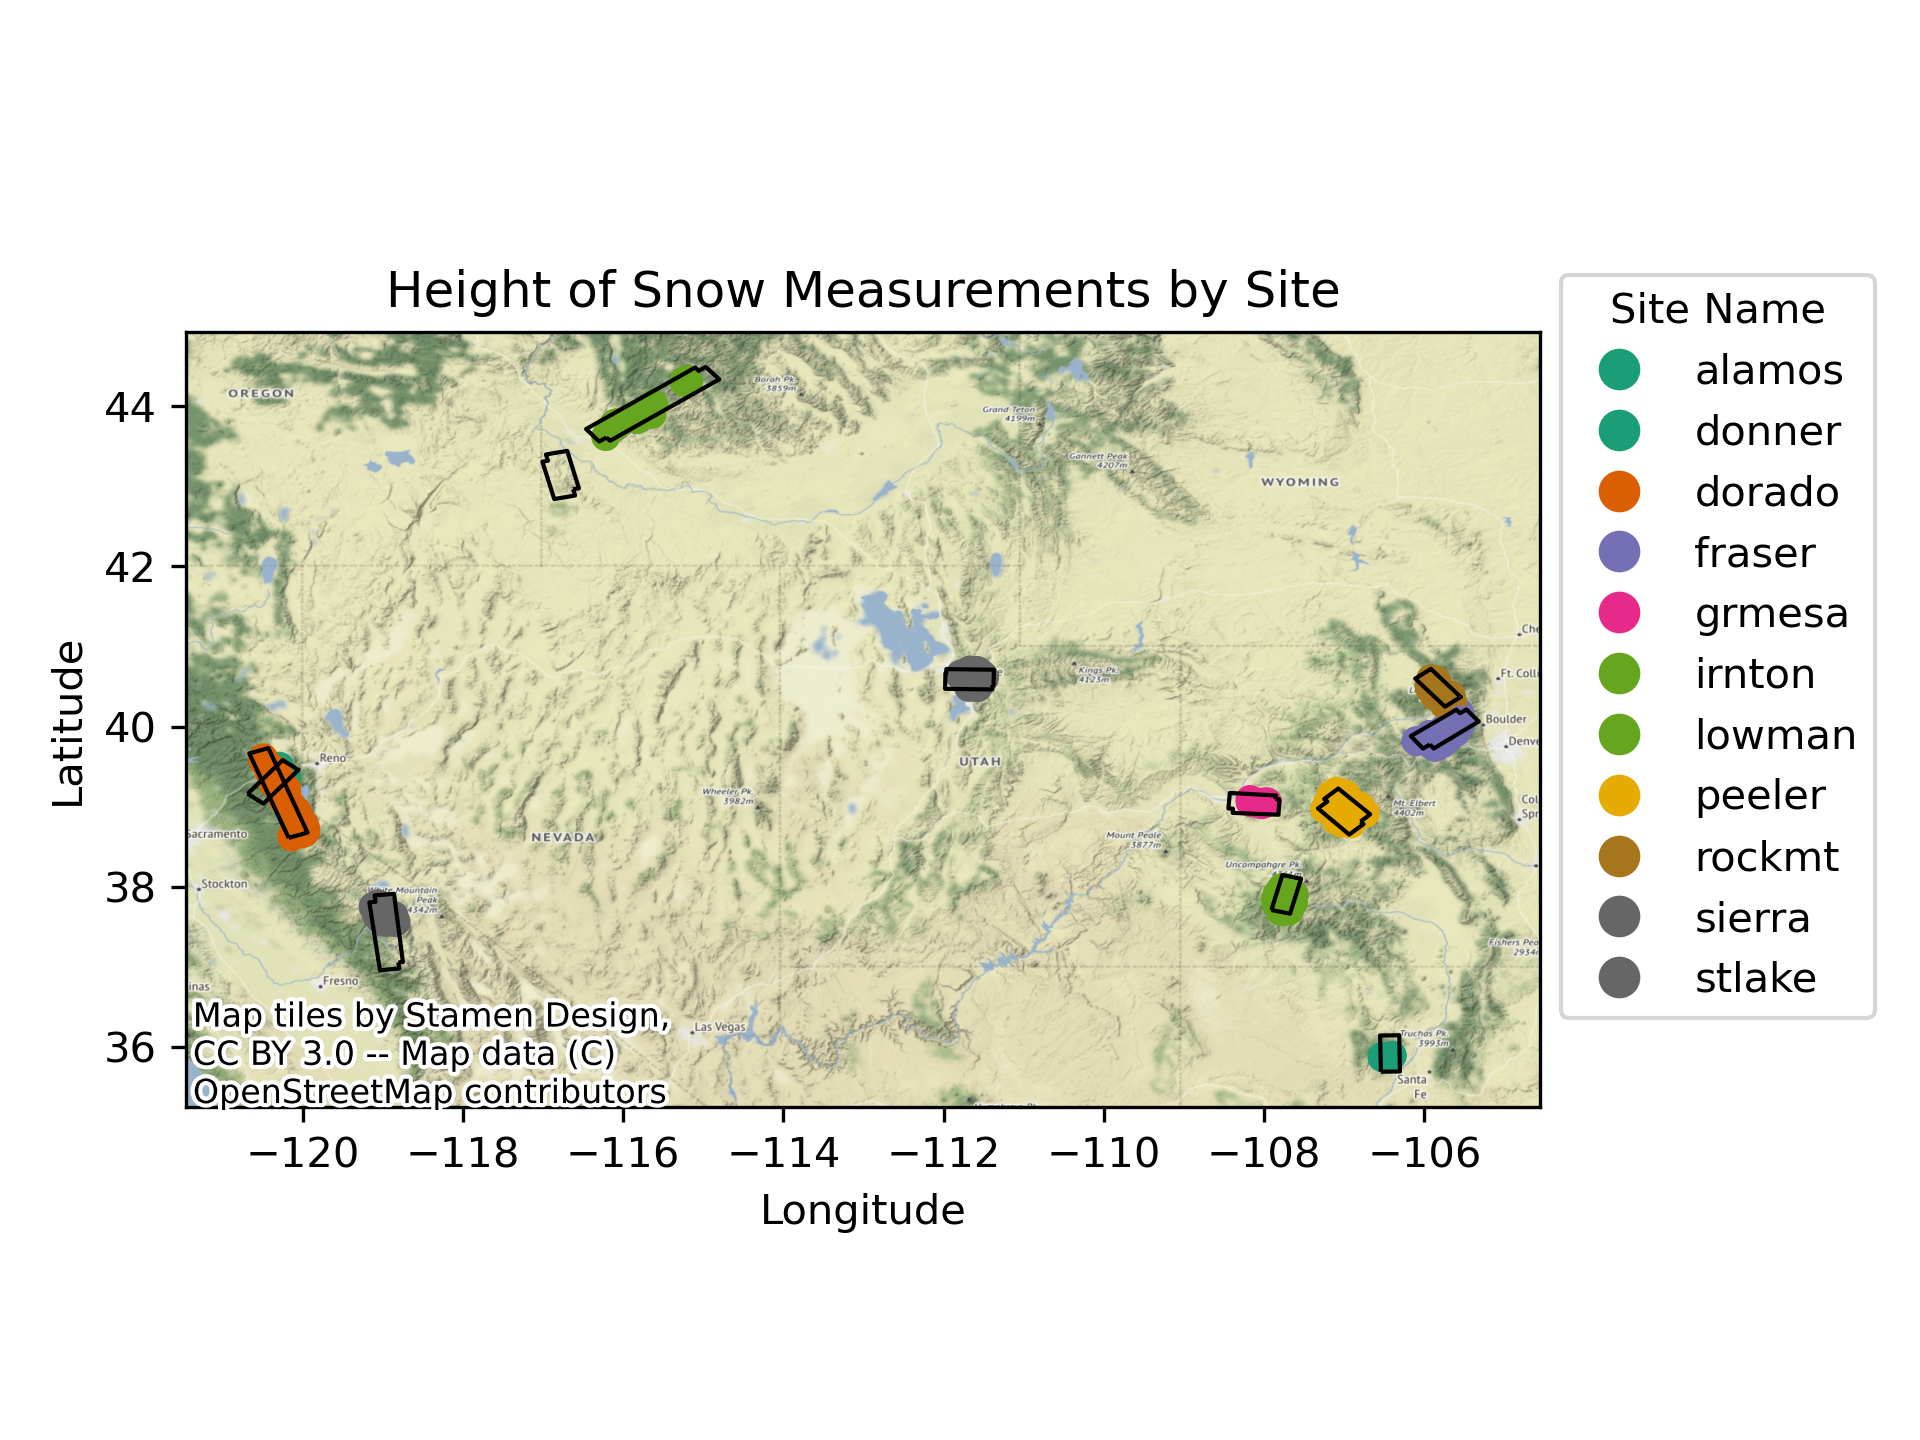 Height of Snow Measurements by Site
Site Name
alamos
donner
dorado
fraser
grmesa
irnton
lowman
peeler
rockmt
sierra
stlake
Latitude
44
42
40
38
36
OREGON
Borah Pk.
3859m
Grand Teton
4199m
Gannett Peak
4207m
WYOMING
Kings Pk.
4123m
Ft. Colli
Boulder
Denve
Reno
UTAH
Wheeler Pk.
3982m
Mt. Elbert
4402m
Sacramento
NEVADA
Mount Peale
3877m
Uncompahgre Pk.
Stockton
White Mountain
Peak
4342m
Fishers Pea
2934m
Fresno
Las Vegas
Truchas Pk.
3993m
Santa
Fe
Map tiles by Stamen Design,
CC BY 3.0 -- Map data (C)
OpenStreetMap contributors
−120 −118 −116 −114 −112 −110 −108 −106
Longitude